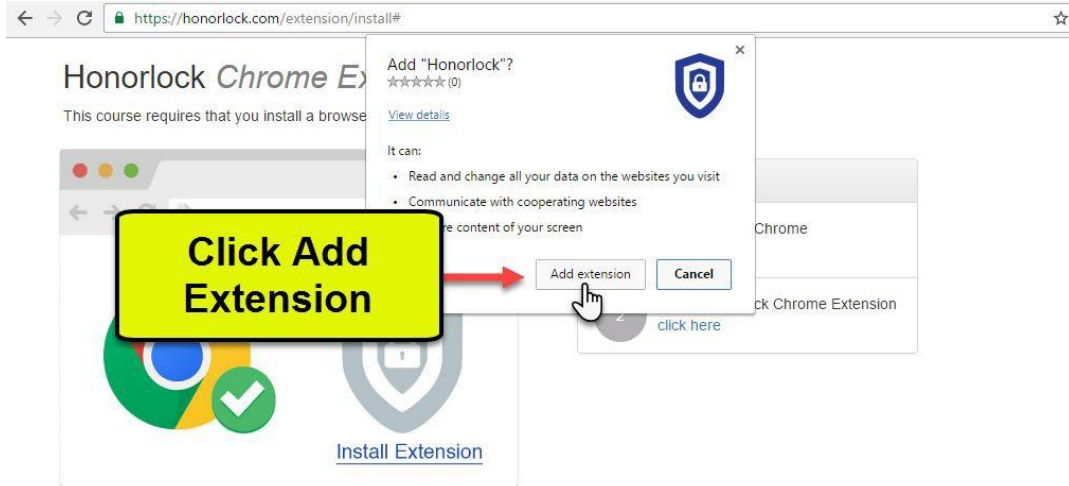 https://honorlock.com/extension/install#
Honorlock Chrome Ex
This course requires that you install a browse
Add "Honorlock"?
(0)
View details
It can:
• Read and change all your data on the websites you visit
• Communicate with cooperating websites
content of your screen
Add extension
Cancel
Click Add
Extension
Chrome
2
Chrome Extension
click here
Install Extension